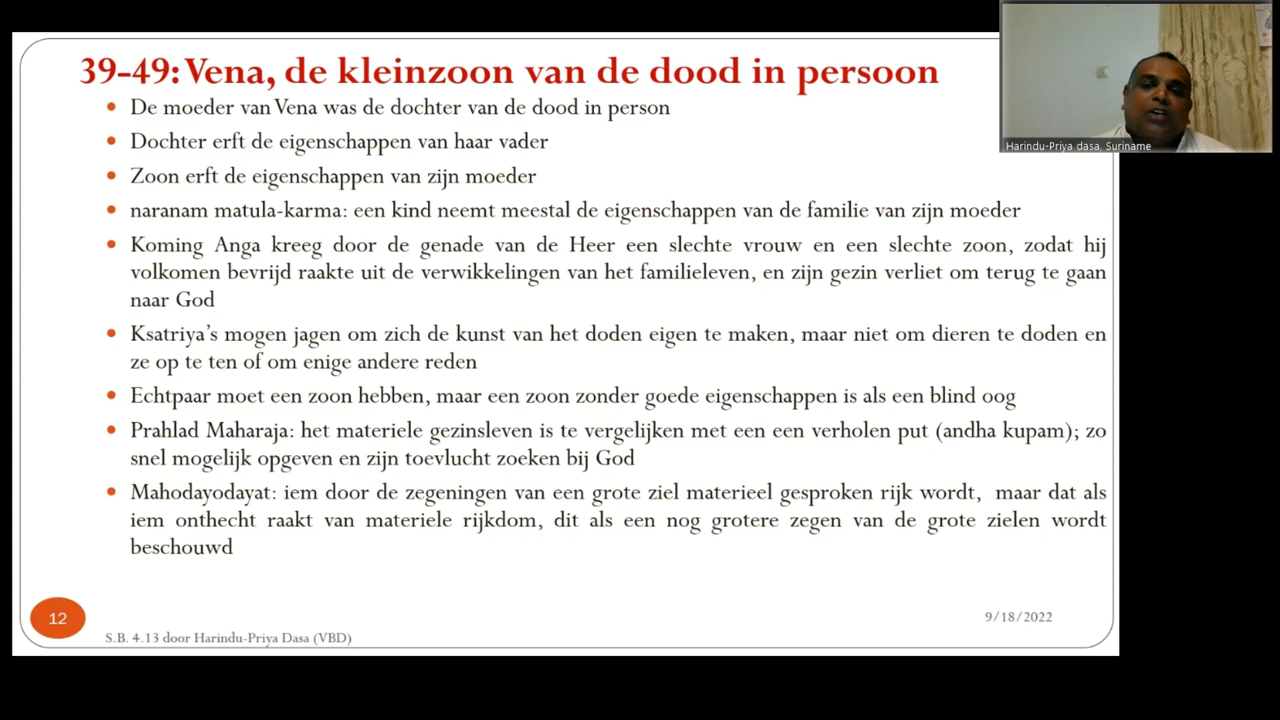 39-49: Vena, de kleinzoon van de dood in persoon
De moeder van Vena was de dochter van de dood in person
Dochter erft de eigenschappen van haar vader
Zoon erft de eigenschappen van zijn moeder
naranam matula-karma: een kind neemt meestal de eigenschappen van de familie van zijn moeder
Koming Anga kreeg door de genade van de Heer een slechte vrouw en een slechte zoon, zodat hij
volkomen bevrijd raakte uit de verwikkelingen van het familieleven, en zijn gezin verliet om terug te gaan
naar God
Ksatriya's mogen jagen om zich de kunst van het doden eigen te maken, maar niet om dieren te doden en
ze op te ten of om enige andere reden
Echtpaar moet een zoon hebben, maar een zoon zonder goede eigenschappen is als een blind oog
Prahlad Maharaja: het materiele gezinsleven is te vergelijken met een een verholen put (andha kupam); zo
snel mogelijk opgeven en zijn toevlucht zoeken bij God
Mahodayodayat: iem door de zegeningen van een grote ziel materieel gesproken rijk wordt, maar dat als
iem onthecht raakt van materiele rijkdom, dit als een nog grotere zegen van de grote zielen wordt
beschouwd
12
S.B. 4.13 door Harindu-Priya Dasa (VBD)
9/18/2022
Harindu-Priya dasa, Suriname